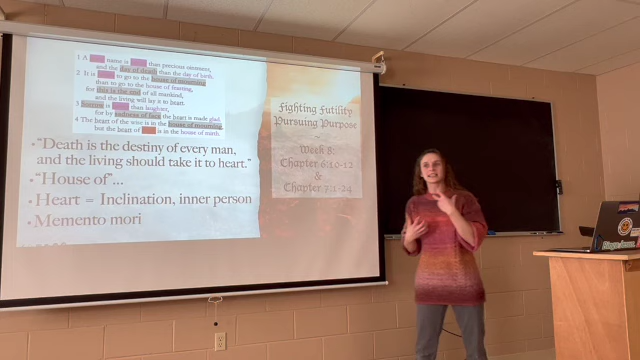 1 A name is than precious ointment,
and the day of death than the day of birth.
2 It is to go to the house of mourning
than to go to the house of feasting,
for this is the end of all mankind,
and the living will lay it to heart.
3 Sorrow is than laughter,
for by sadness of face the heart is made glad.
4 The heart of the wise is in the house of mourning,
but the heart of is in the house of mirth.
• “Death is the destiny of every man,
and the living should take it to heart.”
• “House of”...
• Heart = Inclination, inner person
• Memento mori
Fighting Futility
Pursuing Purpose
~
Week 8:
Chapter 6:10-12
&
Chapter 7:1-24